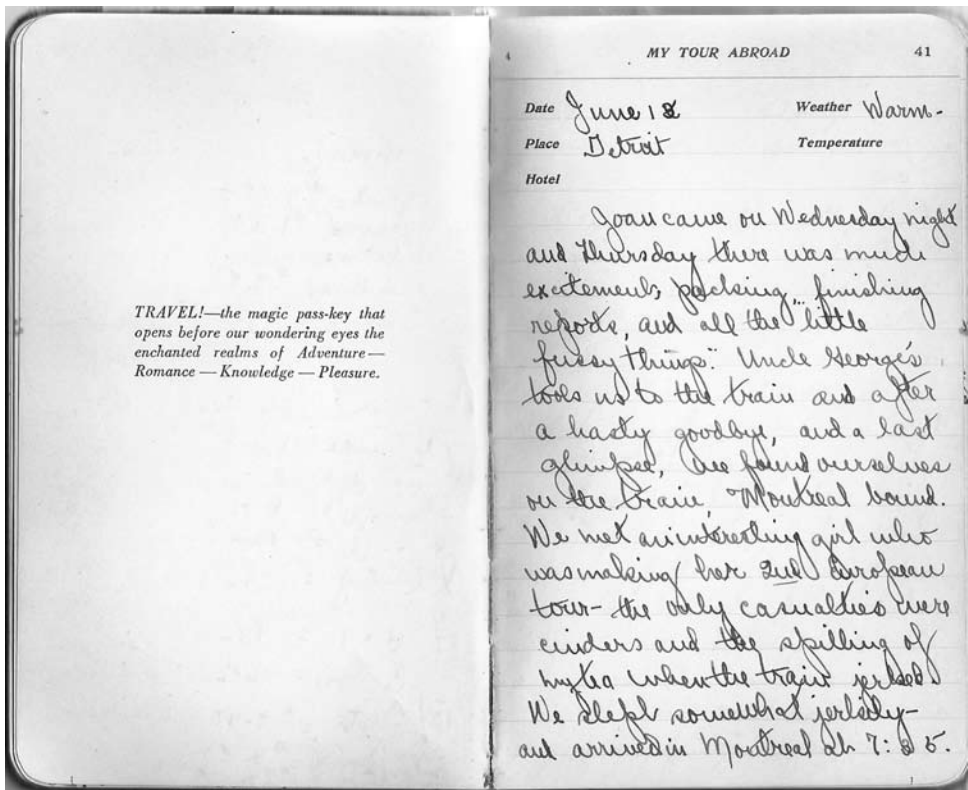 TRAVEL!—the magic pass-key that
opens before our wondering eyes the
enchanted realms of Adventure—
Romance — Knowledge — Pleasure.
MY TOUR ABROAD 41
Date June 18 Weather Warm-
Place Detroit Temperature
Hotel
Joan came on Wednesday night
and Thursday there was much
excitement, packing, finishing
reports, and all the "little
fussy things." Uncle George's
took us to the train and after
a hasty goodbye, and a last
glimpse, we found ourselves
on the train, Montreal bound.
We met an interesting girl who
was making her 2nd European
tour- the only casualties were
cinders and the spilling of
my tea when the train jerked.
We slept somewhat jerkily-
and arrived in Montreal at 7: